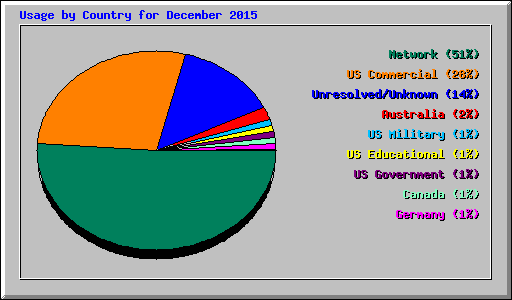 Usage by Country for December 2015
Network (51%)
US Commercial (28%)
Unresolved/Unknown (14%)
Australia (2%)
US Military (1%)
US Educational (1%)
US Government (1%)
Canada (1%)
Germany (1%)